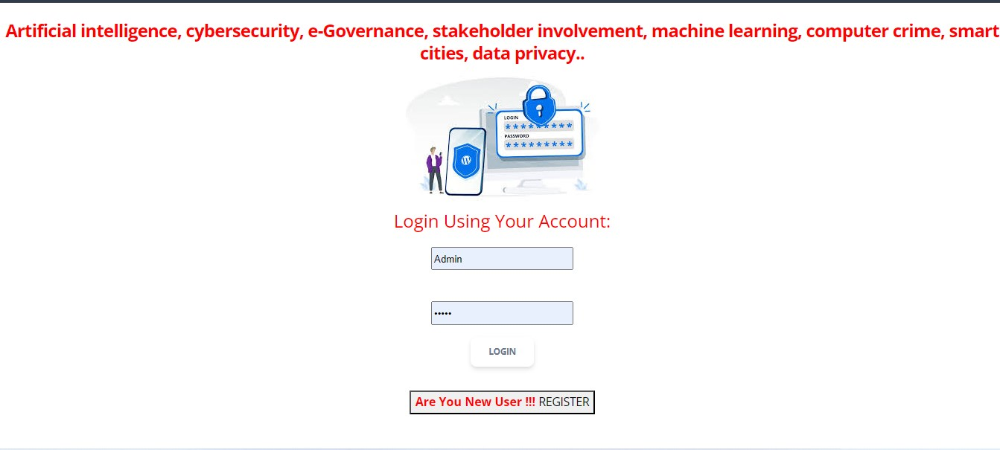 Artificial intelligence, cybersecurity, e-Governance, stakeholder involvement, machine learning, computer crime, smart
cities, data privacy..
LOGIN
*********
PASSWORD
*********
Login Using Your Account:
Admin
•••••
LOGIN
Are You New User !!! REGISTER